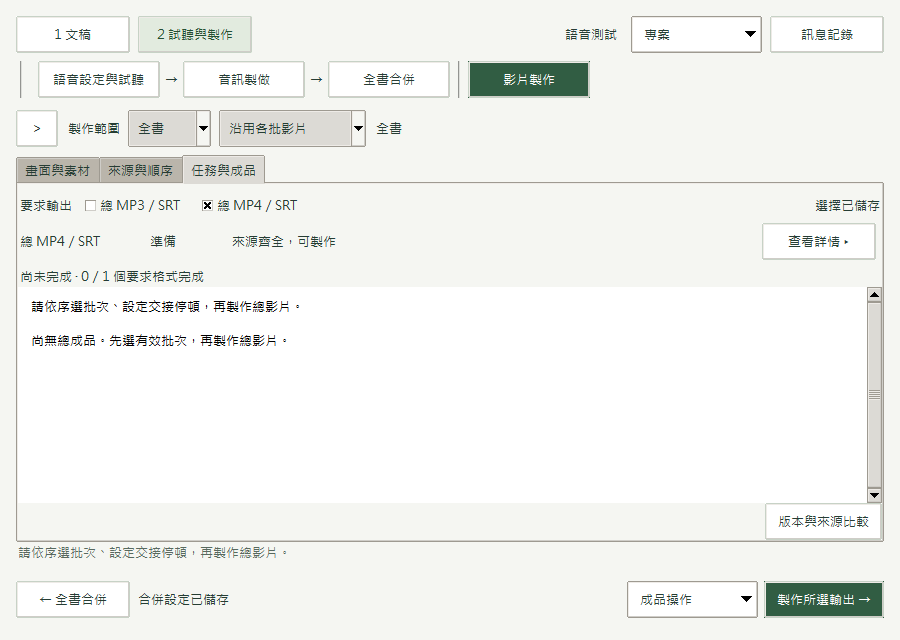 1 文稿
2 試聽與製作
語音測試
專案
訊息記錄
語音設定與試聽 → 音訊製做 → 全書合併
影片製作
> 製作範圍 全書 沿用各批影片 全書
畫面與素材 來源與順序 任務與成品
要求輸出 總 MP3 / SRT 總 MP4 / SRT 選擇已儲存
總 MP4 / SRT 準備 來源齊全，可製作 查看詳情 ▸
尚未完成 · 0 / 1 個要求格式完成
請依序選批次、設定交接停頓，再製作總影片。
尚無總成品。先選有效批次，再製作總影片。
版本與來源比較
請依序選批次、設定交接停頓，再製作總影片。
← 全書合併 合併設定已儲存 成品操作 製作所選輸出 →